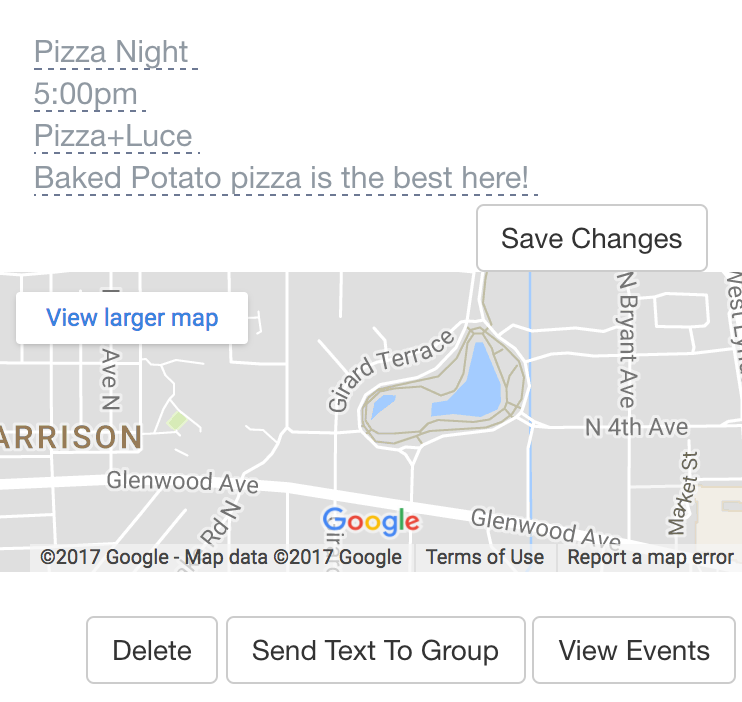 Pizza Night
5:00pm
Pizza+Luce
Baked Potato pizza is the best here!
Save Changes
View larger map
Ave N
Girard Terrace
N Bryant Ave
ARRISON
N 4th Ave
Glenwood Ave
Market St
Rd N
Google
Glenwood Ave
©2017 Google - Map data ©2017 Google
Terms of Use
Report a map error
Delete
Send Text To Group
View Events